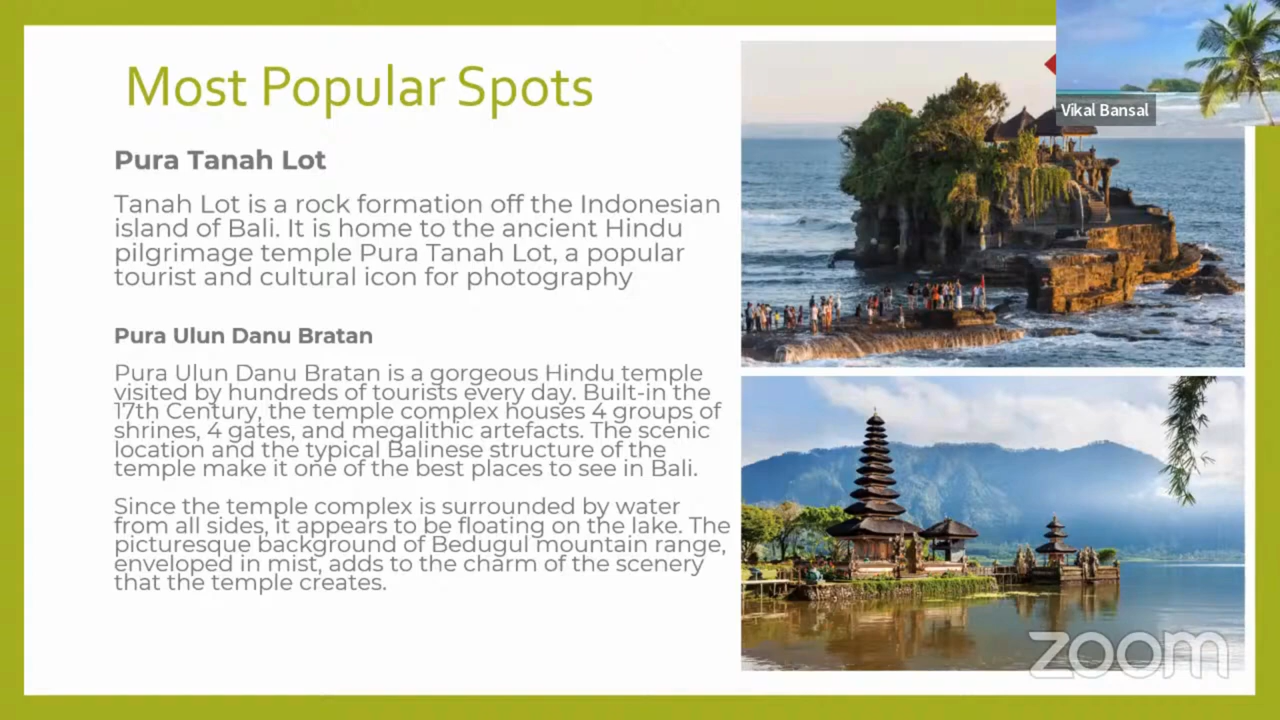 Most Popular Spots
Pura Tanah Lot
Tanah Lot is a rock formation off the Indonesian
island of Bali. It is home to the ancient Hindu
pilgrimage temple Pura Tanah Lot, a popular
tourist and cultural icon for photography
Pura Ulun Danu Bratan
Pura Ulun Danu Bratan is a gorgeous Hindu temple
visited by hundreds of tourists every day. Built-in the
17th Century, the temple complex houses 4 groups of
shrines, 4 gates, and megalithic artefacts. The scenic
location and the typical Balinese structure of the
temple make it one of the best places to see in Bali.
Since the temple complex is surrounded by water
from all sides, it appears to be floating on the lake. The
picturesque background of Bedugul mountain range,
enveloped in mist, adds to the charm of the scenery
that the temple creates.
Vikal Bansal
zoom